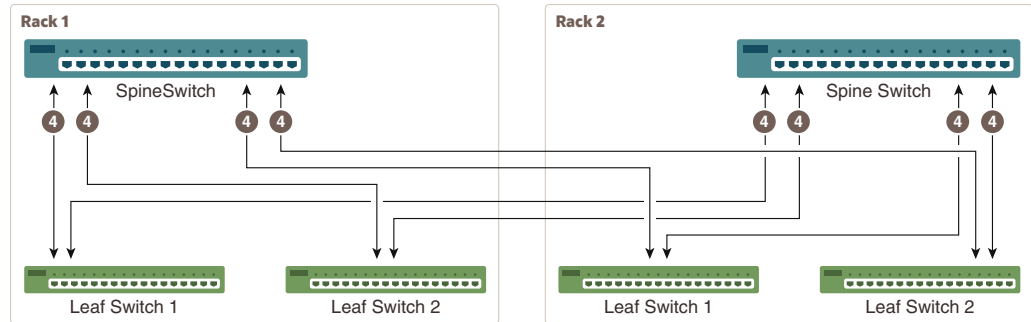 Rack 1
Rack 2
SpineSwitch
Spine Switch
4 4 4 4 4 4 4 4
Leaf Switch 1
Leaf Switch 2
Leaf Switch 1
Leaf Switch 2